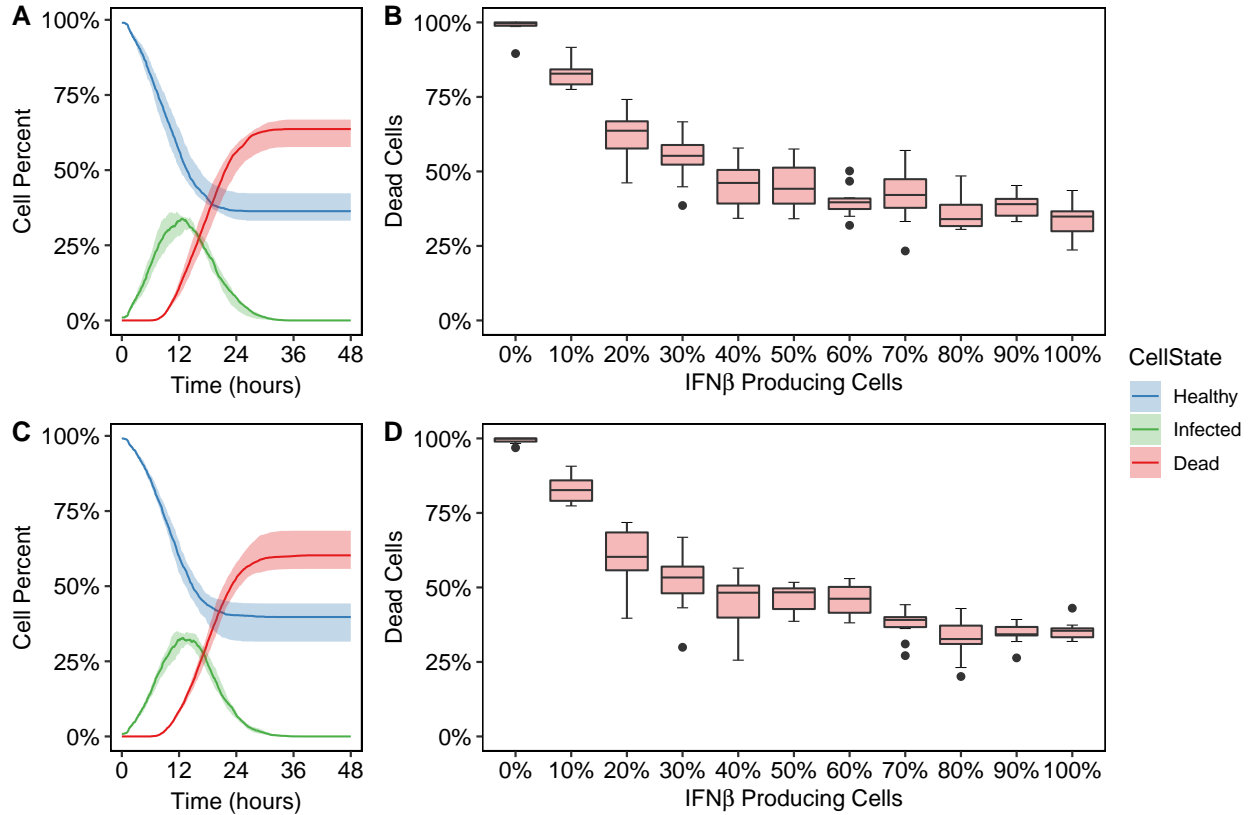 A
100%
75%
50%
25%
0%
Cell Percent
0 12 24 36 48
Time (hours)
B
100%
75%
50%
25%
0%
Dead Cells
0% 10% 20% 30% 40% 50% 60% 70% 80% 90% 100%
IFNβ Producing Cells
C
100%
75%
50%
25%
0%
Cell Percent
0 12 24 36 48
Time (hours)
D
100%
75%
50%
25%
0%
Dead Cells
0% 10% 20% 30% 40% 50% 60% 70% 80% 90% 100%
IFNβ Producing Cells
CellState
Healthy
Infected
Dead